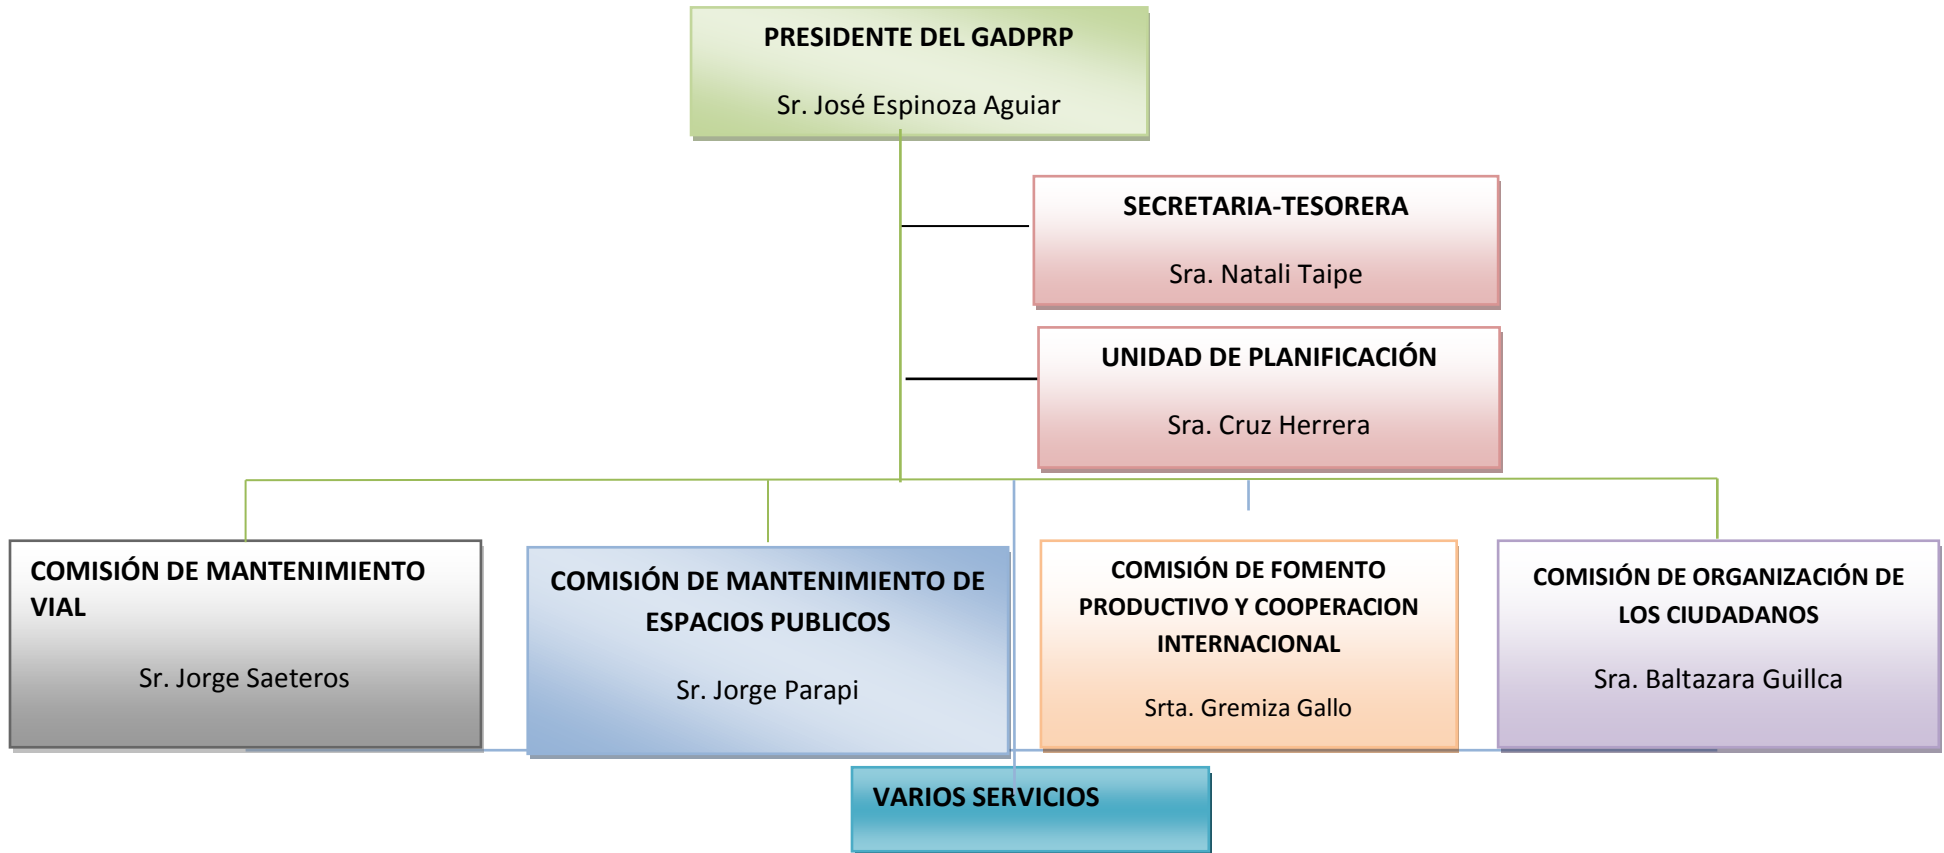 PRESIDENTE DEL GADPRP
Sr. José Espinoza Aguiar
SECRETARIA-TESORERA
Sra. Natali Taipe
UNIDAD DE PLANIFICACIÓN
Sra. Cruz Herrera
COMISIÓN DE MANTENIMIENTO
VIAL
Sr. Jorge Saeteros
COMISIÓN DE MANTENIMIENTO DE
ESPACIOS PUBLICOS
Sr. Jorge Parapi
COMISIÓN DE FOMENTO
PRODUCTIVO Y COOPERACION
INTERNACIONAL
Srta. Gremiza Gallo
COMISIÓN DE ORGANIZACIÓN DE
LOS CIUDADANOS
Sra. Baltazara Guillca
VARIOS SERVICIOS